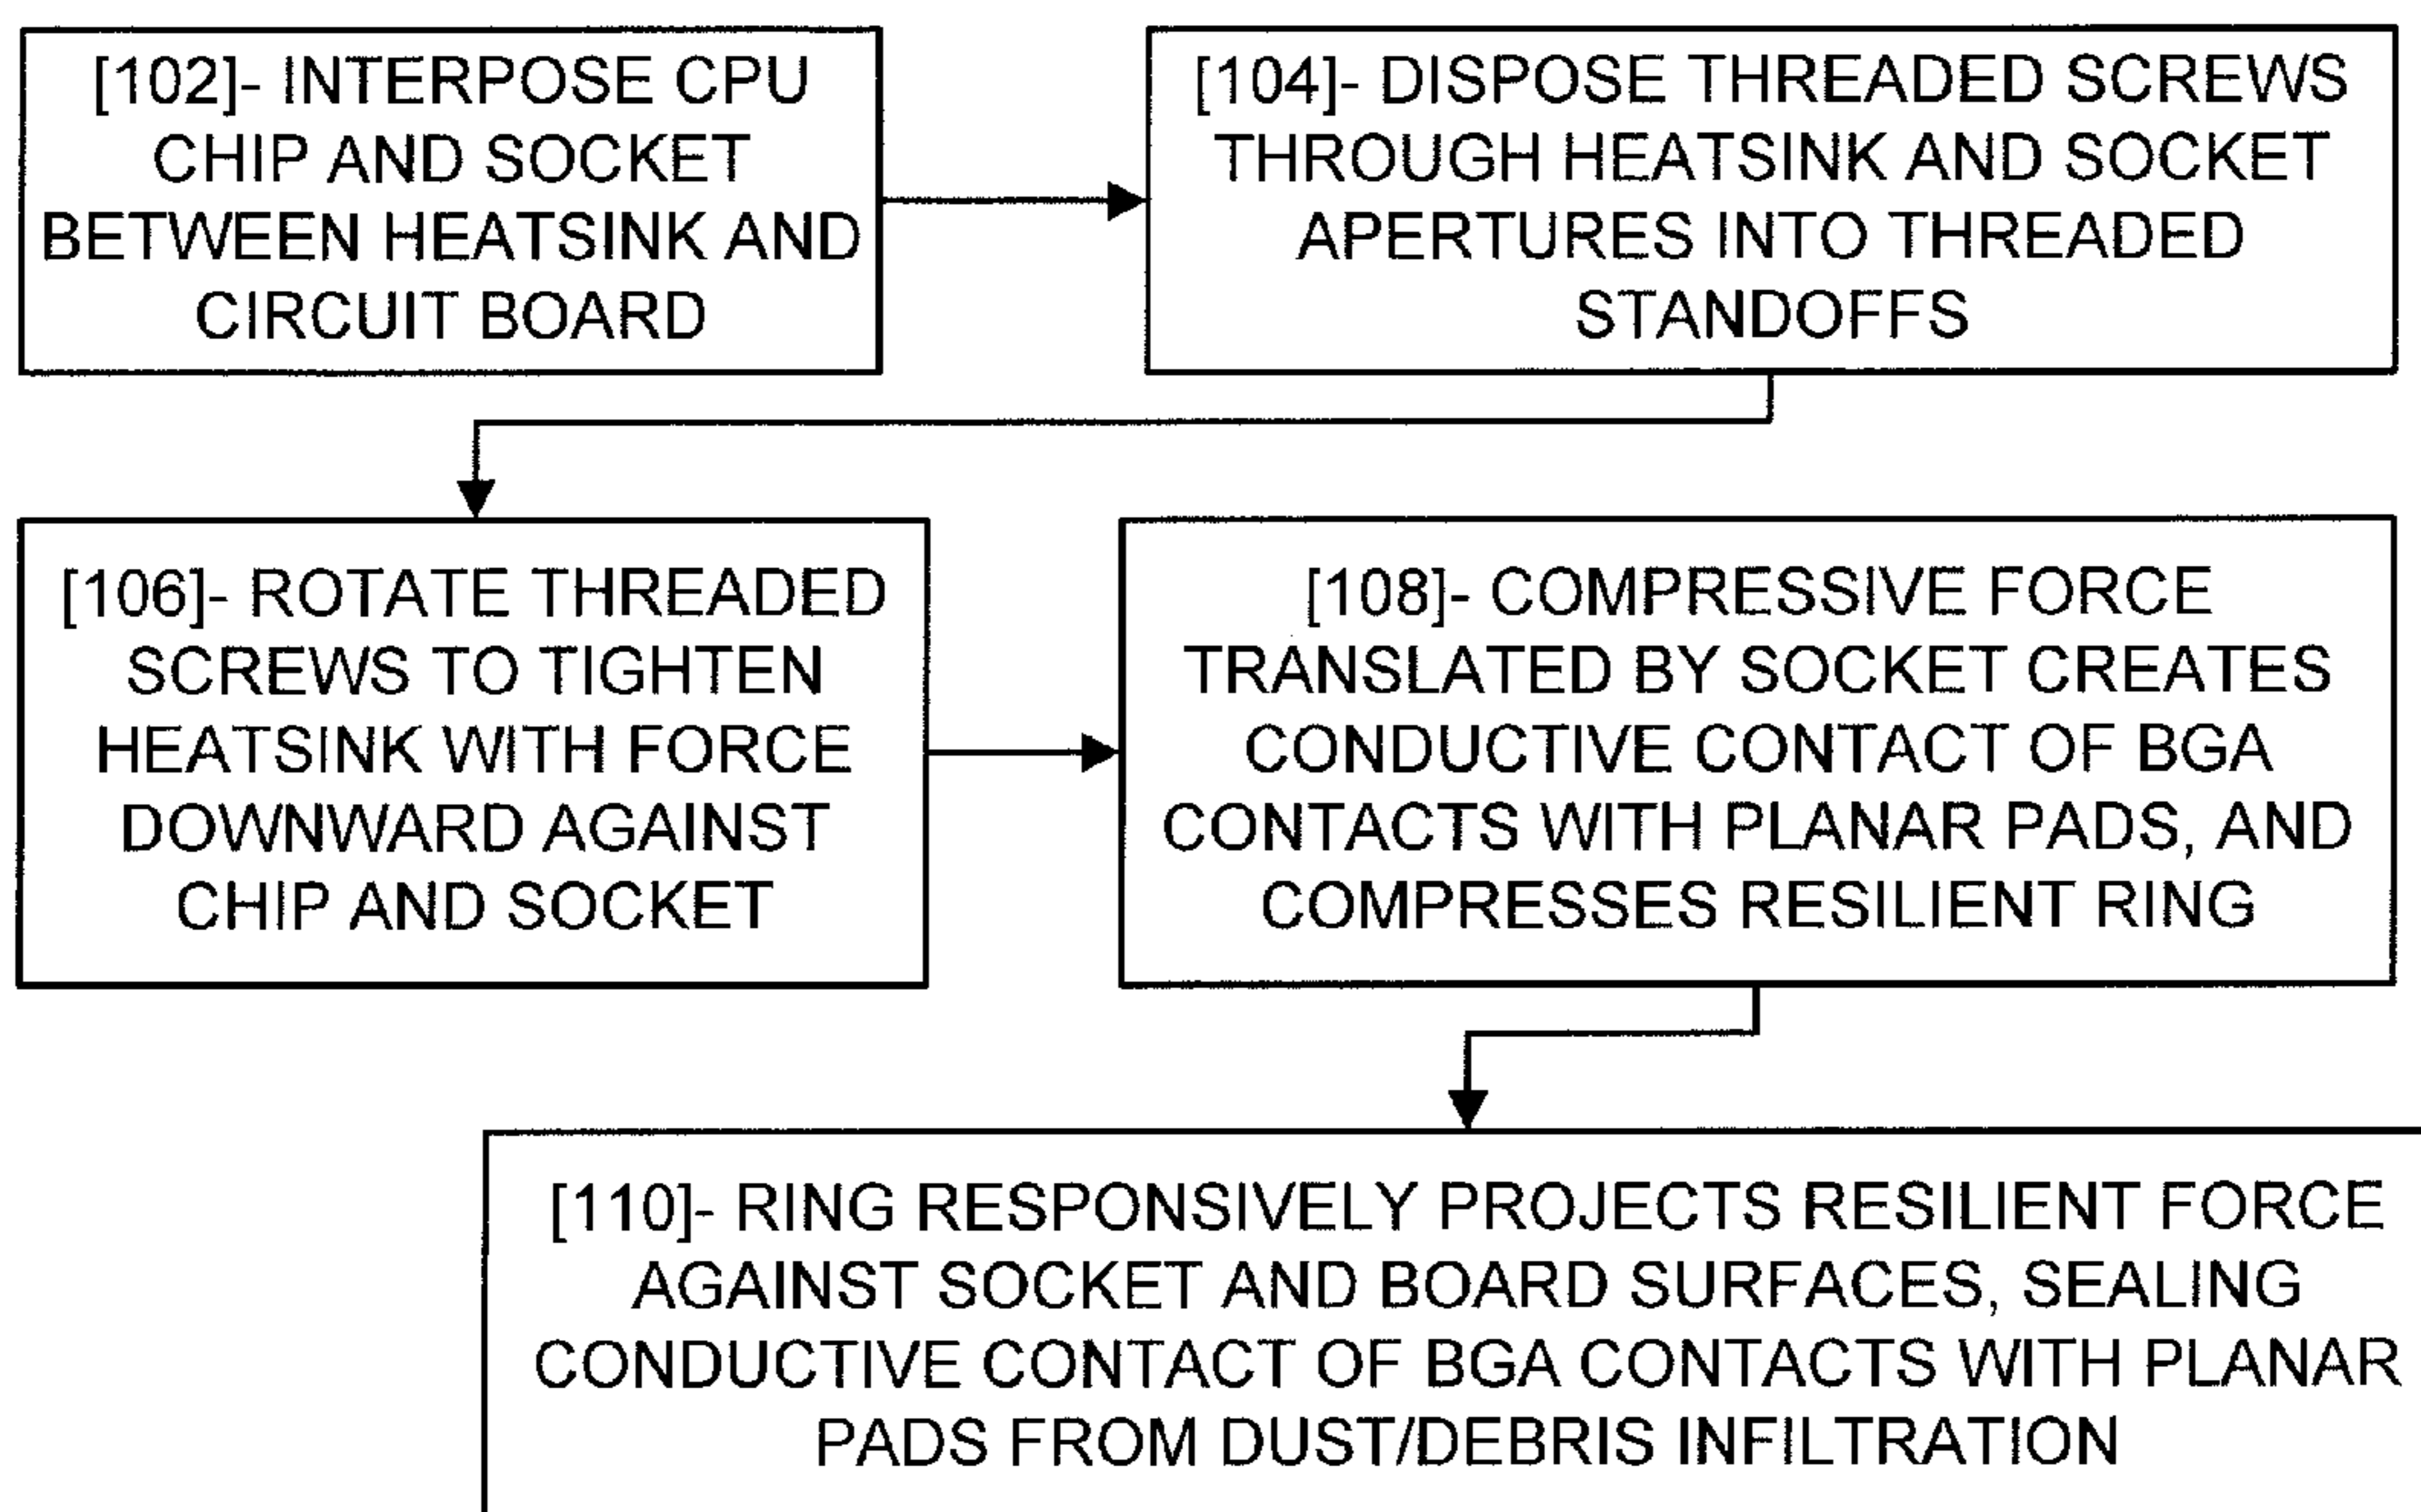 [102]- INTERPOSE CPU
CHIP AND SOCKET
BETWEEN HEATSINK AND
CIRCUIT BOARD
[104]- DISPOSE THREADED SCREWS
THROUGH HEATSINK AND SOCKET
APERTURES INTO THREADED
STANDOFFS
[106]- ROTATE THREADED
SCREWS TO TIGHTEN
HEATSINK WITH FORCE
DOWNWARD AGAINST
CHIP AND SOCKET
[108]- COMPRESSIVE FORCE
TRANSLATED BY SOCKET CREATES
CONDUCTIVE CONTACT OF BGA
CONTACTS WITH PLANAR PADS, AND
COMPRESSES RESILIENT RING
[110]- RING RESPONSIVELY PROJECTS RESILIENT FORCE
AGAINST SOCKET AND BOARD SURFACES, SEALING
CONDUCTIVE CONTACT OF BGA CONTACTS WITH PLANAR
PADS FROM DUST/DEBRIS INFILTRATION